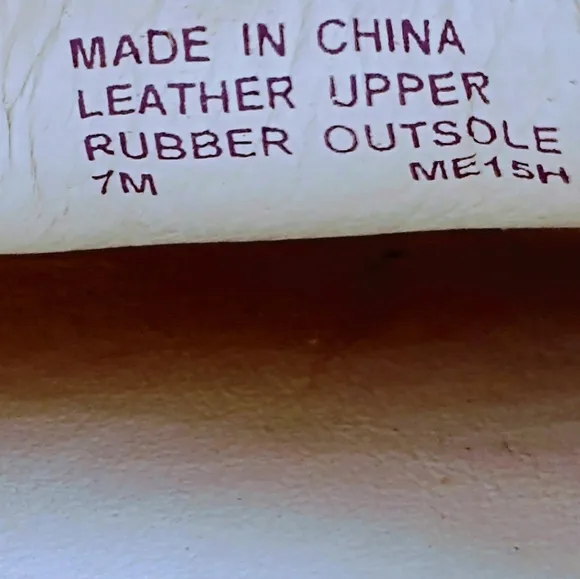 MADE IN CHINA
LEATHER UPPER
RUBBER OUTSOLE
7M ME15H